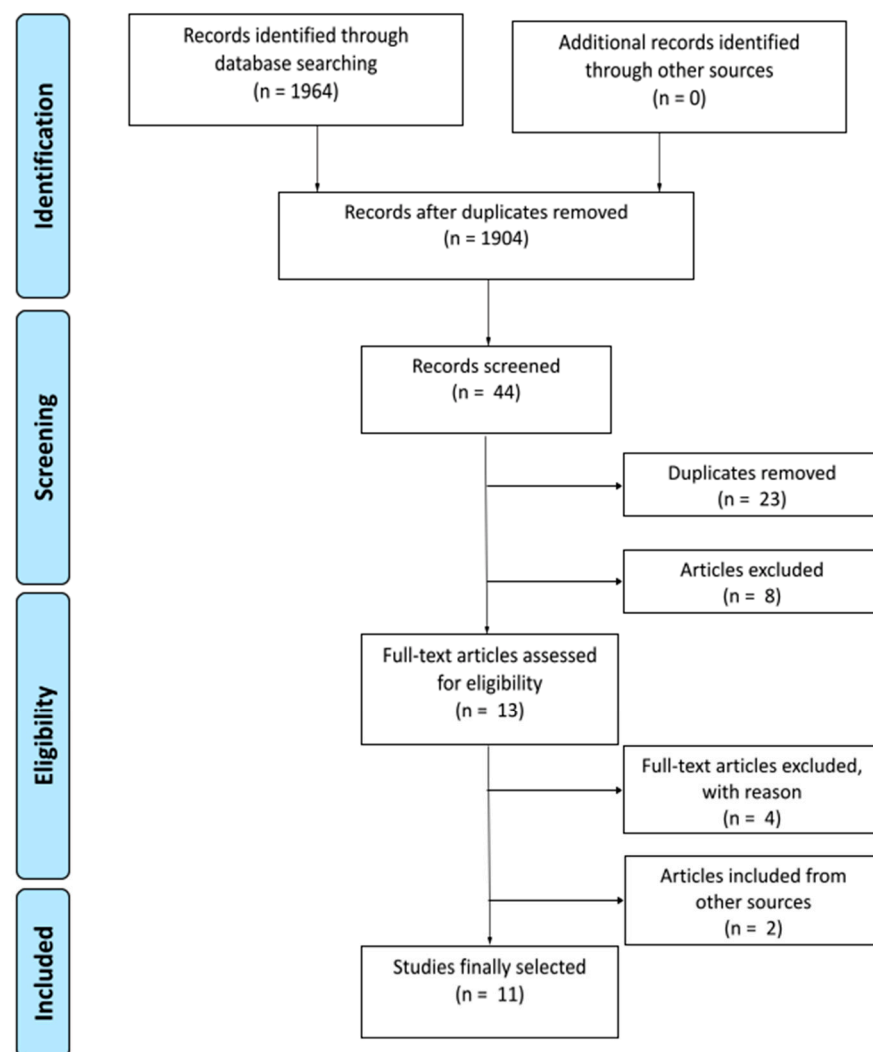 Identification
Records identified through
database searching
(n = 1964)
Additional records identified
through other sources
(n = 0)
Records after duplicates removed
(n = 1904)
Screening
Records screened
(n = 44)
Duplicates removed
(n = 23)
Articles excluded
(n = 8)
Eligibility
Full-text articles assessed
for eligibility
(n = 13)
Full-text articles excluded,
with reason
(n = 4)
Articles included from
other sources
(n = 2)
Included
Studies finally selected
(n = 11)